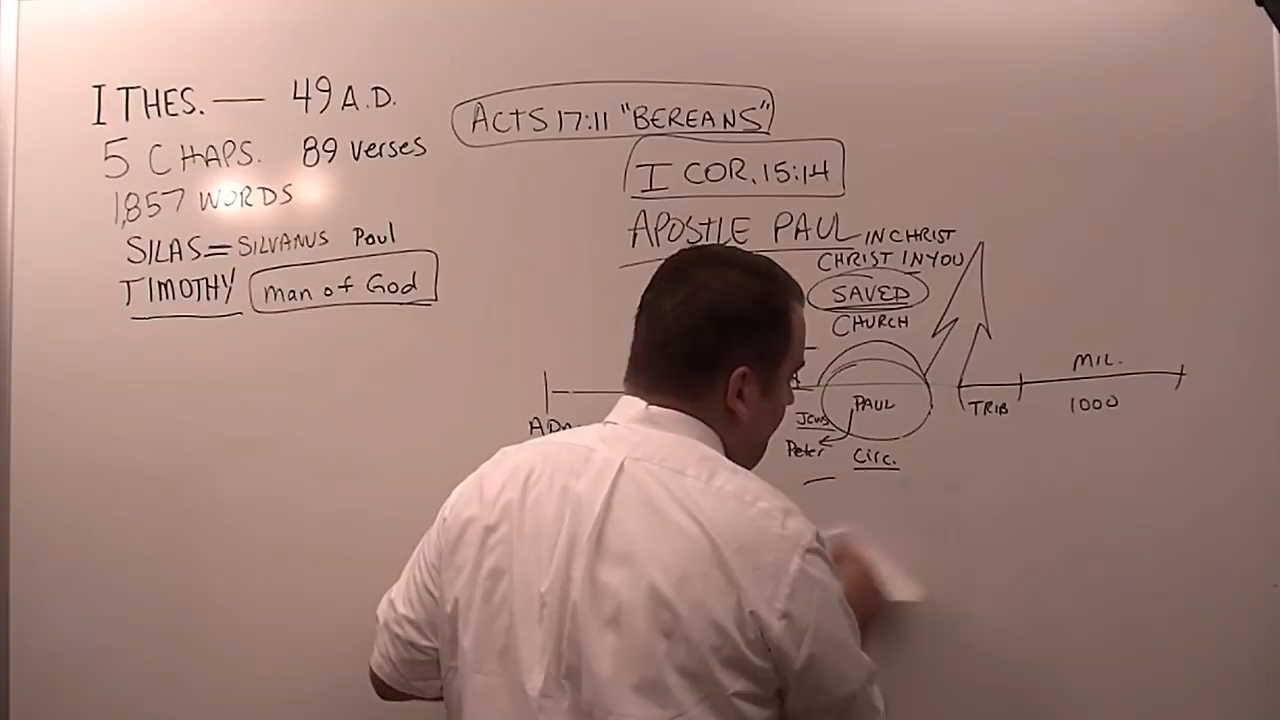 I THES. — 49 A.D.
5 CHAPS. 89 verses
1,857 WORDS
SILAS = SILVANUS Paul
TIMOTHY man of God
ACTS 17:11 "BEREANS"
I COR. 15:14
APOSTLE PAUL
IN CHRIST
CHRIST IN YOU
SAVED
CHURCH
MIL.
PAUL
TRIB
1000
Jews
Peter
Circ.